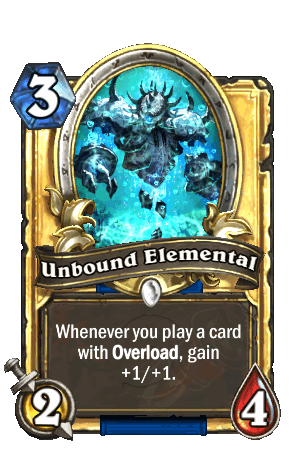 3
Unbound Elemental
Whenever you play a card
with Overload, gain
+1/+1.
2
4